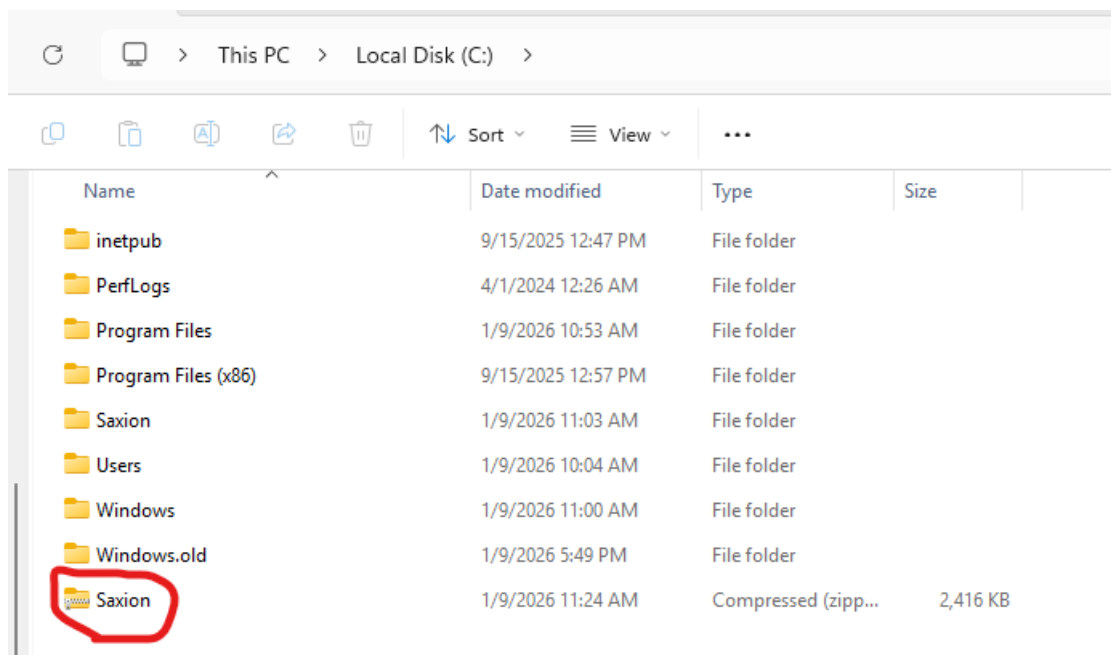 This PC > Local Disk (C:) >
Sort View ...
Name Date modified Type Size
inetpub 9/15/2025 12:47 PM File folder
PerfLogs 4/1/2024 12:26 AM File folder
Program Files 1/9/2026 10:53 AM File folder
Program Files (x86) 9/15/2025 12:57 PM File folder
Saxion 1/9/2026 11:03 AM File folder
Users 1/9/2026 10:04 AM File folder
Windows 1/9/2026 11:00 AM File folder
Windows.old 1/9/2026 5:49 PM File folder
Saxion 1/9/2026 11:24 AM Compressed (zipp... 2,416 KB